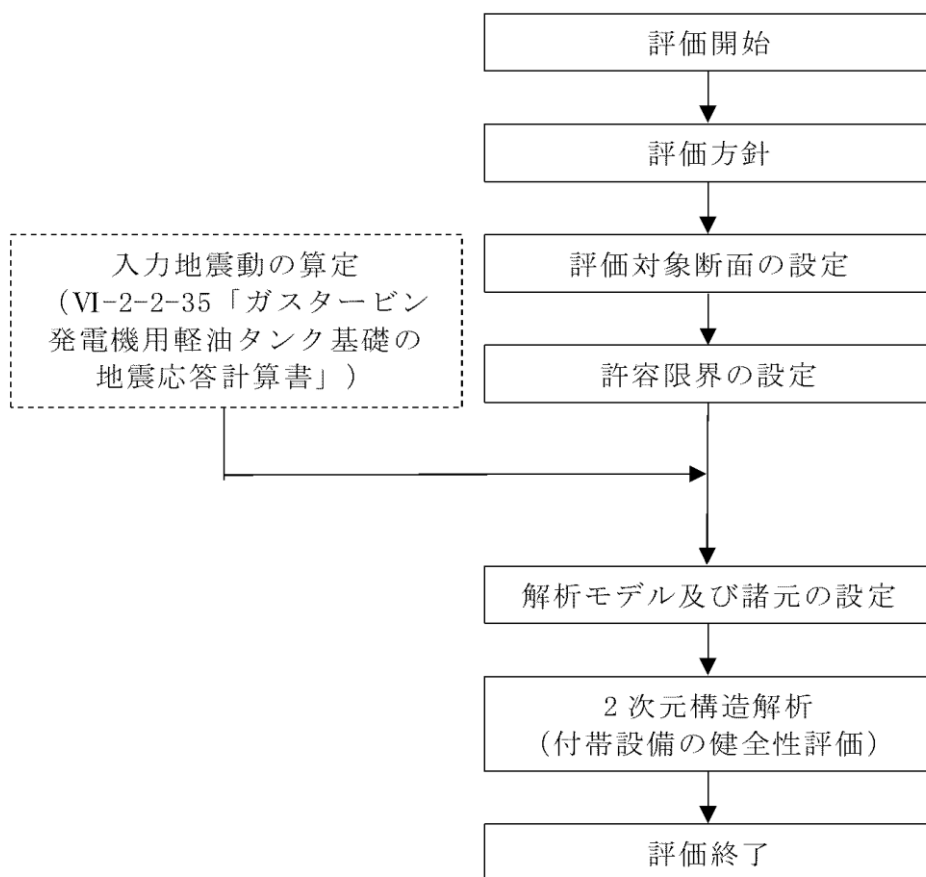 評価開始
評価方針
評価対象断面の設定
許容限界の設定
入力地震動の算定
(Ⅵ-2-2-35「ガスタービン
発電機用軽油タンク基礎の
地震応答計算書」)
解析モデル及び諸元の設定
2次元構造解析
(付帯設備の健全性評価)
評価終了